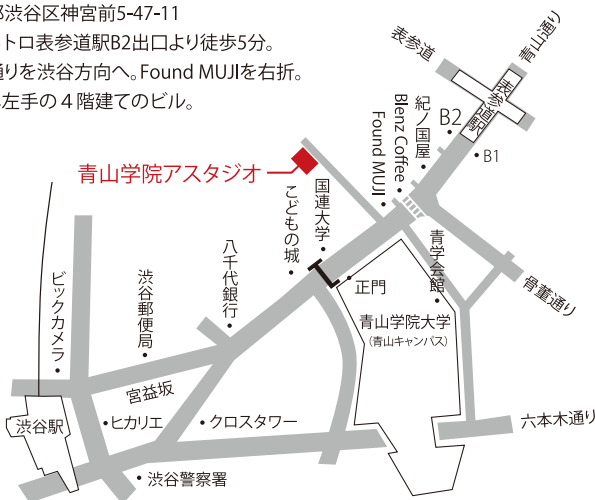 都渋谷区神宮前5-47-11
トロ表参道駅B2出口より徒歩5分。
通りを渋谷方向へ。Found MUJIを右折。
左手の４階建てのビル。
表参道
青山通り
表参道駅
B2
B1
紀ノ国屋
Blenz Coffee
Found MUJI
青山学院アスタジオ
国連大学
こどもの城
青学会館
骨董通り
正門
青山学院大学
(青山キャンパス)
八千代銀行
渋谷郵便局
ビックカメラ
宮益坂
渋谷駅
ヒカリエ
クロスタワー
六本木通り
渋谷警察署